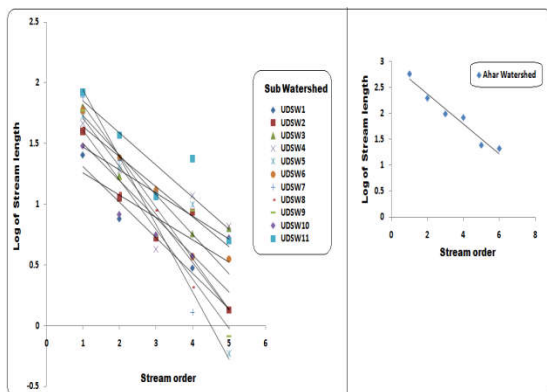 2.5
2
1.5
1
0.5
0
-0.5
0 1 2 3 4 5 6
Log of Stream length
Stream order
Sub Watershed
UDSW1
UDSW2
UDSW3
UDSW4
UDSW5
UDSW6
UDSW7
UDSW8
UDSW9
UDSW10
UDSW11
3
2.5
2
1.5
1
0.5
0
0 2 4 6 8
Log of Stream length
Stream order
Ahar Watershed